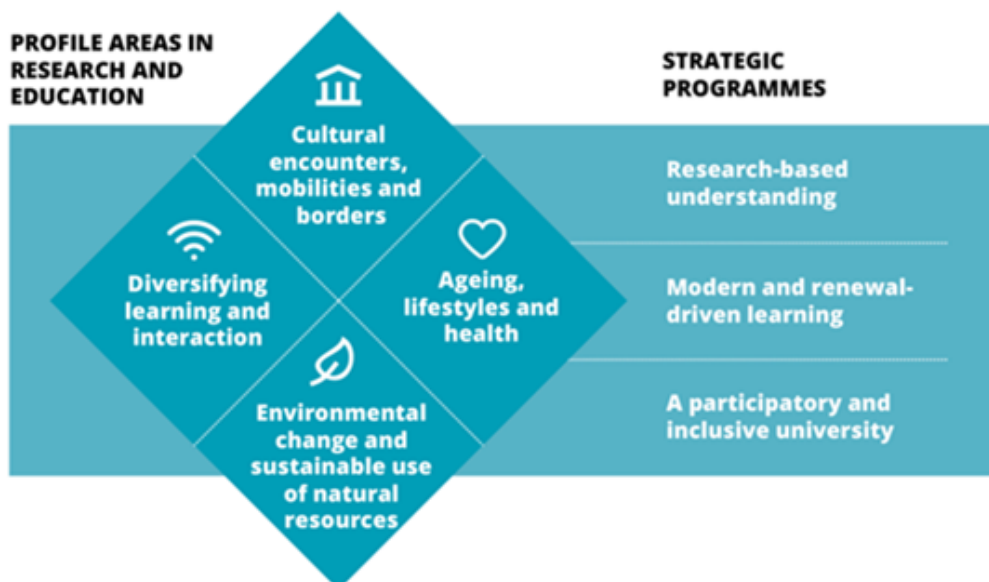 PROFILE AREAS IN
RESEARCH AND
EDUCATION
Cultural
encounters,
mobilities and
borders
Diversifying
learning and
interaction
Ageing,
lifestyles and
health
Environmental
change and
sustainable use
of natural
resources
STRATEGIC
PROGRAMMES
Research-based
understanding
Modern and renewal-
driven learning
A participatory and
inclusive university